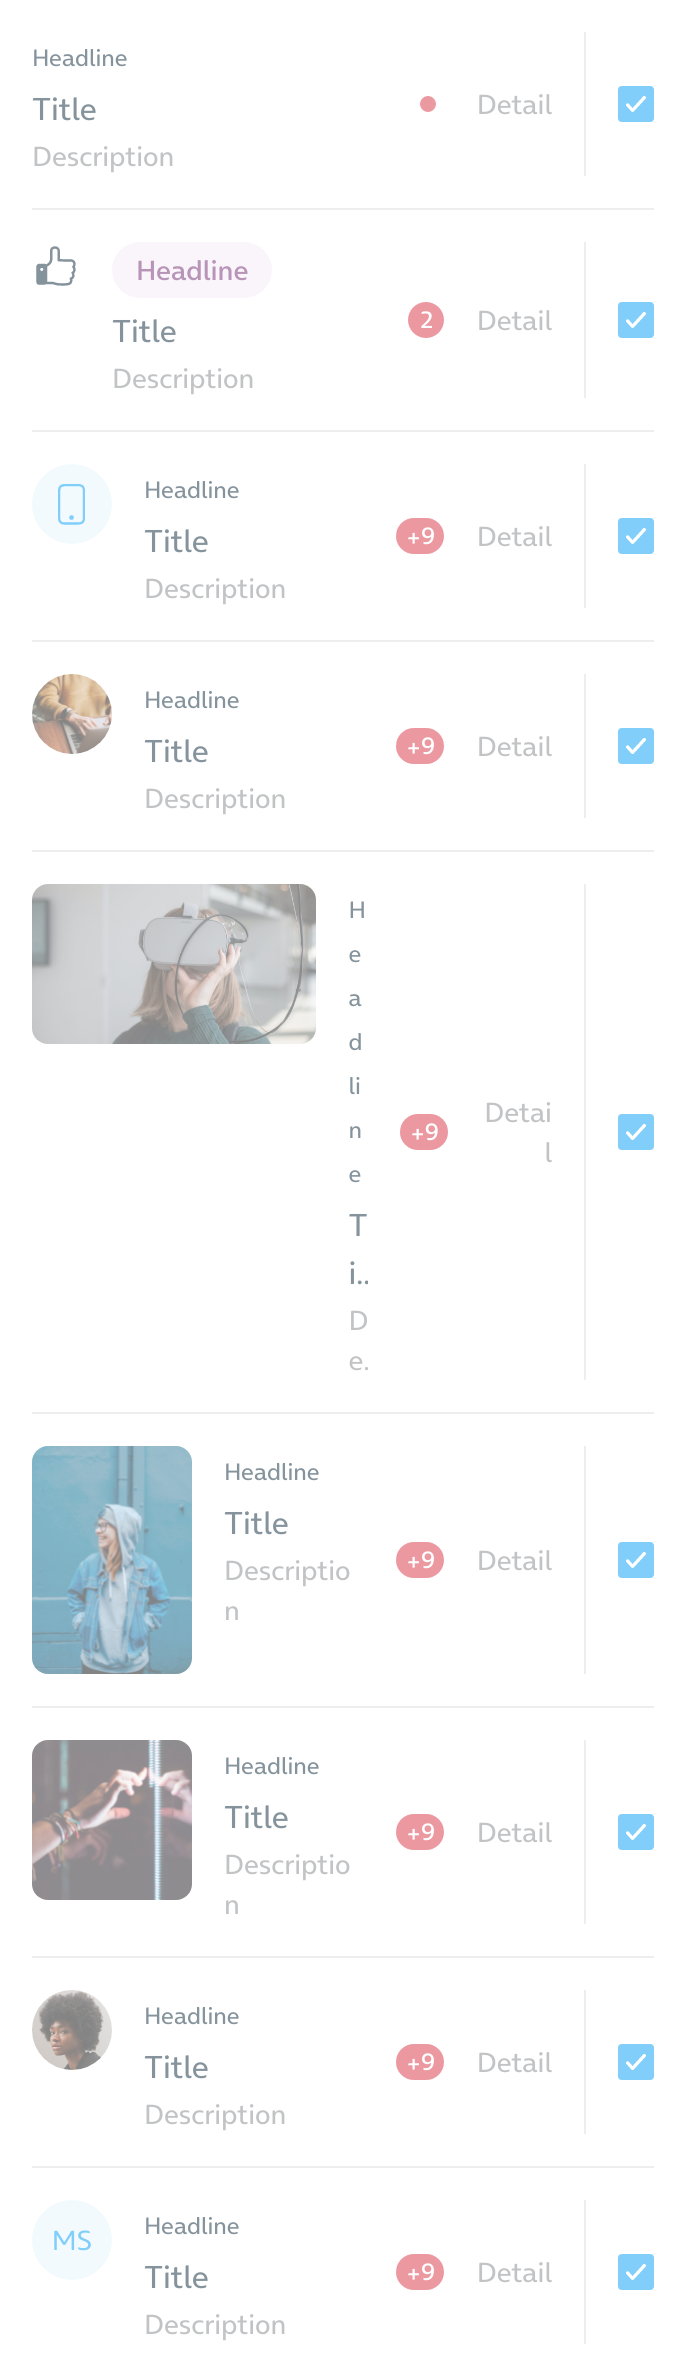 Headline
Title
Description
Detail
Headline
Title
Description
2
Detail
Headline
Title
Description
+9
Detail
Headline
Title
Description
+9
Detail
H
e
a
d
li
n
e
T
i..
D
e.
+9
Detai
l
Headline
Title
Descriptio
n
+9
Detail
Headline
Title
Descriptio
n
+9
Detail
Headline
Title
Description
+9
Detail
MS
Headline
Title
Description
+9
Detail